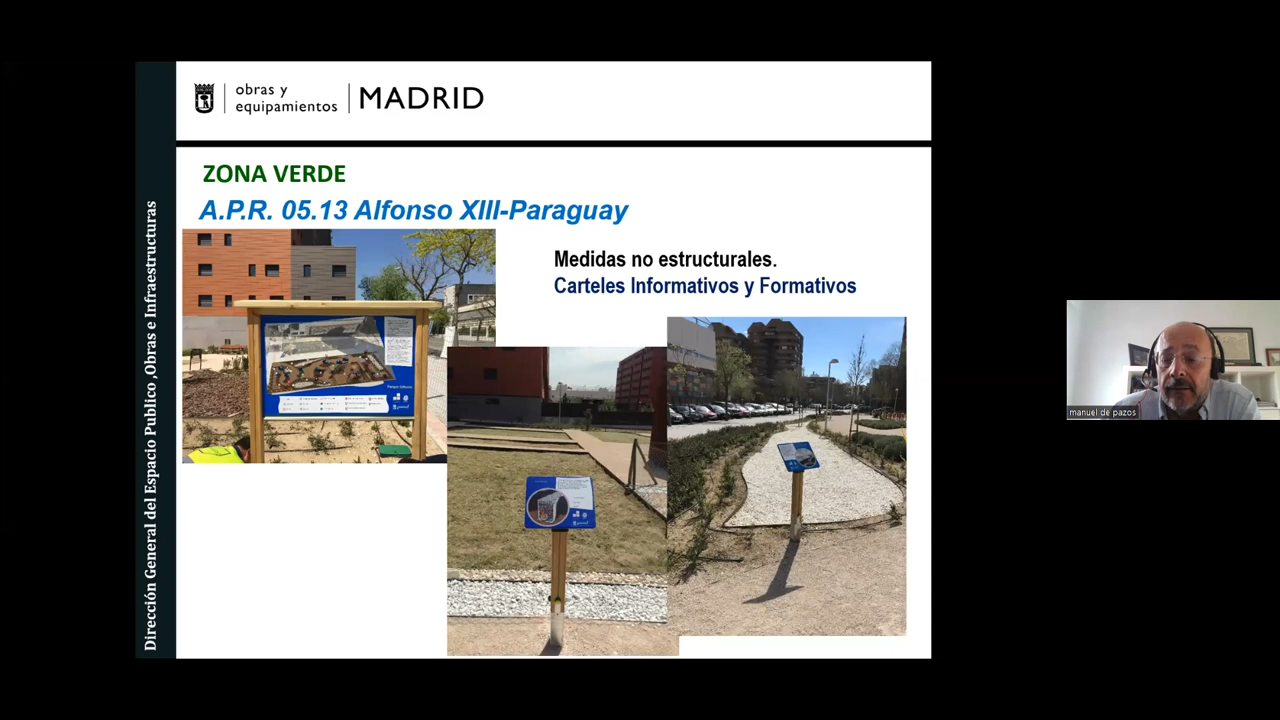 obras y
equipamientos
MADRID
ZONA VERDE
A.P.R. 05.13 Alfonso XIII-Paraguay
Medidas no estructurales.
Carteles Informativos y Formativos
Dirección General del Espacio Publico ,Obras e Infraestructuras
manuel de pazos